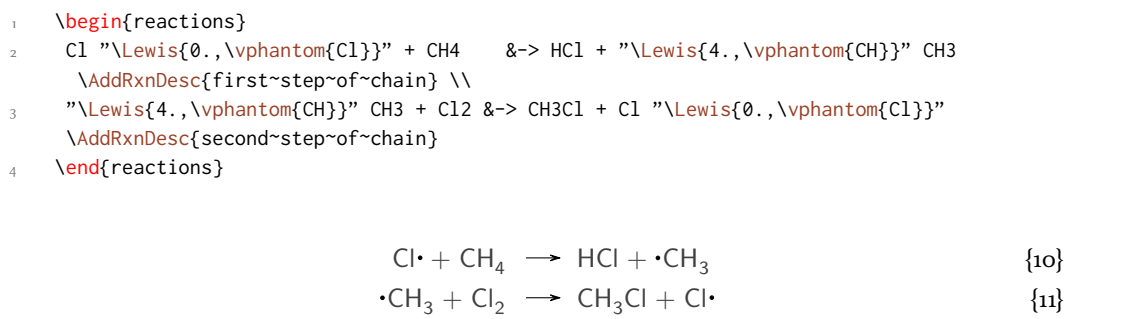 1 \begin{reactions}
2 Cl "\Lewis{0.,\vphantom{Cl}}" + CH4    &-> HCl + "\Lewis{4.,\vphantom{CH}}" CH3
\AddRxnDesc{first~step~of~chain} \\
3 "\Lewis{4.,\vphantom{CH}}" CH3 + Cl2 &-> CH3Cl + Cl "\Lewis{0.,\vphantom{Cl}}"
\AddRxnDesc{second~step~of~chain}
4 \end{reactions}
Cl· + CH₄ ⟶ HCl + ·CH₃ {10}
·CH₃ + Cl₂ ⟶ CH₃Cl + Cl· {11}